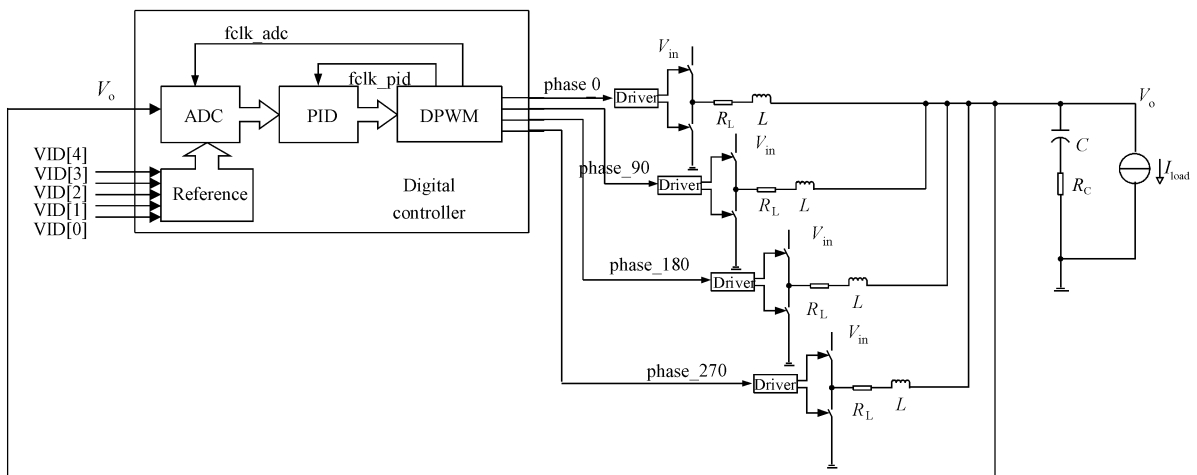 fclk_adc
fclk_pid
Vo
ADC
PID
DPWM
VID[4]
VID[3]
VID[2]
VID[1]
VID[0]
Reference
Digital
controller
phase 0
Driver
Vin
RL
L
phase_90
Driver
Vin
RL
L
phase_180
Driver
Vin
RL
L
phase_270
Driver
Vin
RL
L
Vo
C
RC
Iload